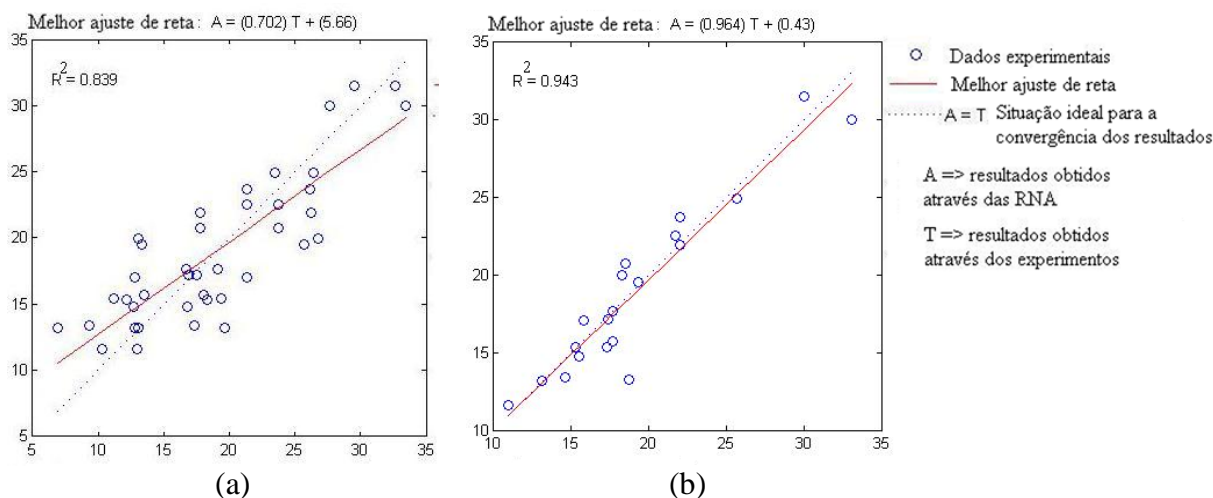 Melhor ajuste de reta: A = (0.702) T + (5.66)
R² = 0.839
35
30
25
20
15
10
5
5 10 15 20 25 30 35
(a)
Melhor ajuste de reta: A = (0.964) T + (0.43)
R² = 0.943
35
30
25
20
15
10
10 15 20 25 30 35
(b)
Dados experimentais
Melhor ajuste de reta
A = T Situação ideal para a
convergência dos resultados
A => resultados obtidos
através das RNA
T => resultados obtidos
através dos experimentos